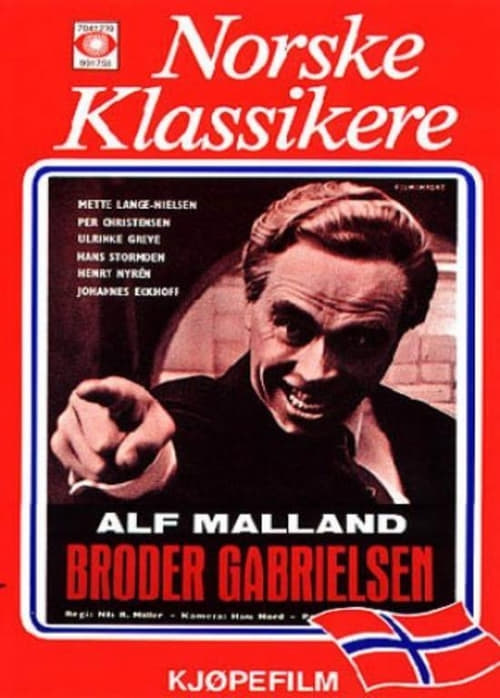 Norske
Klassikere
FILMIMPORT
METTE LANGE-NIELSEN
PER CHRISTENSEN
ULRIKKE GREVE
HANS STORMOEN
HENRY NYRÉN
JOHANNES ECKHOFF
ALF MALLAND
BRODER GABRIELSEN
Regi: Nils R. Müller - Kamera: Hans Nord -
KJØPEFILM